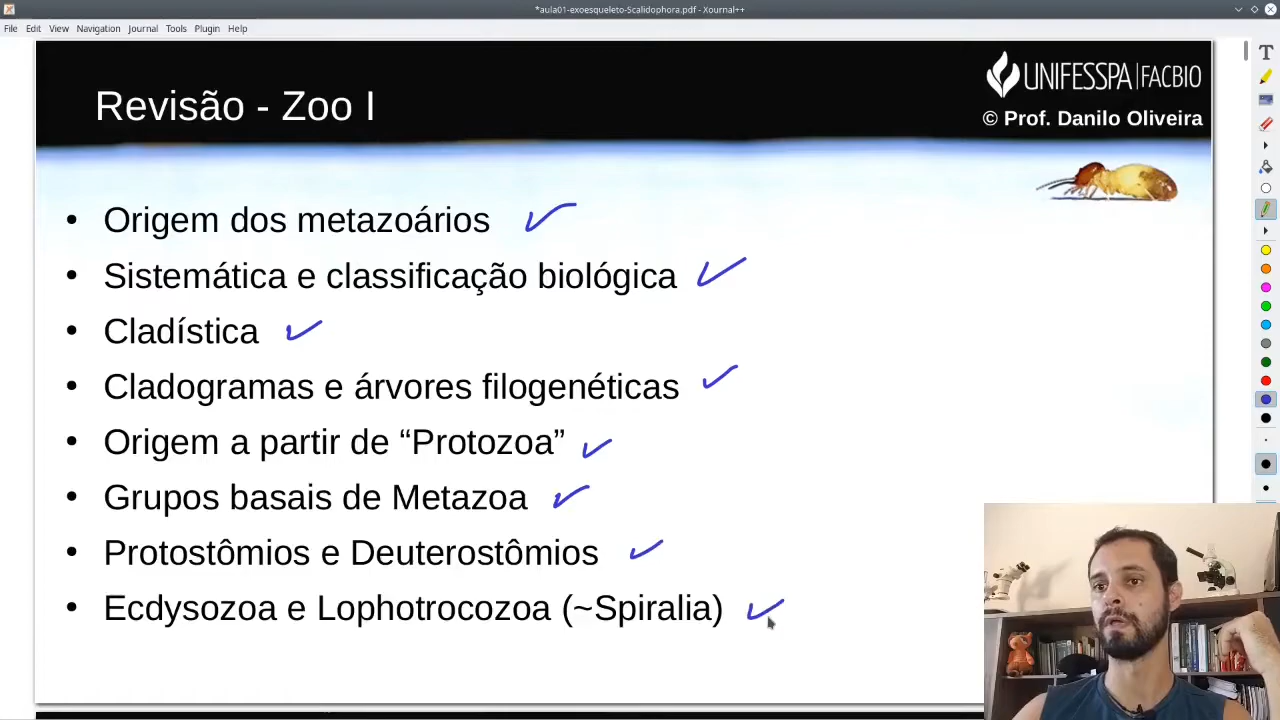 *aula01-exoesqueleto-Scalidophora.pdf - Xournal++
File Edit View Navigation Journal Tools Plugin Help
UNIFESSPA|FACBIO
Revisão - Zoo I
© Prof. Danilo Oliveira
• Origem dos metazoários
• Sistemática e classificação biológica
• Cladística
• Cladogramas e árvores filogenéticas
• Origem a partir de “Protozoa”
• Grupos basais de Metazoa
• Protostômios e Deuterostômios
• Ecdysozoa e Lophotrocozoa (~Spiralia)